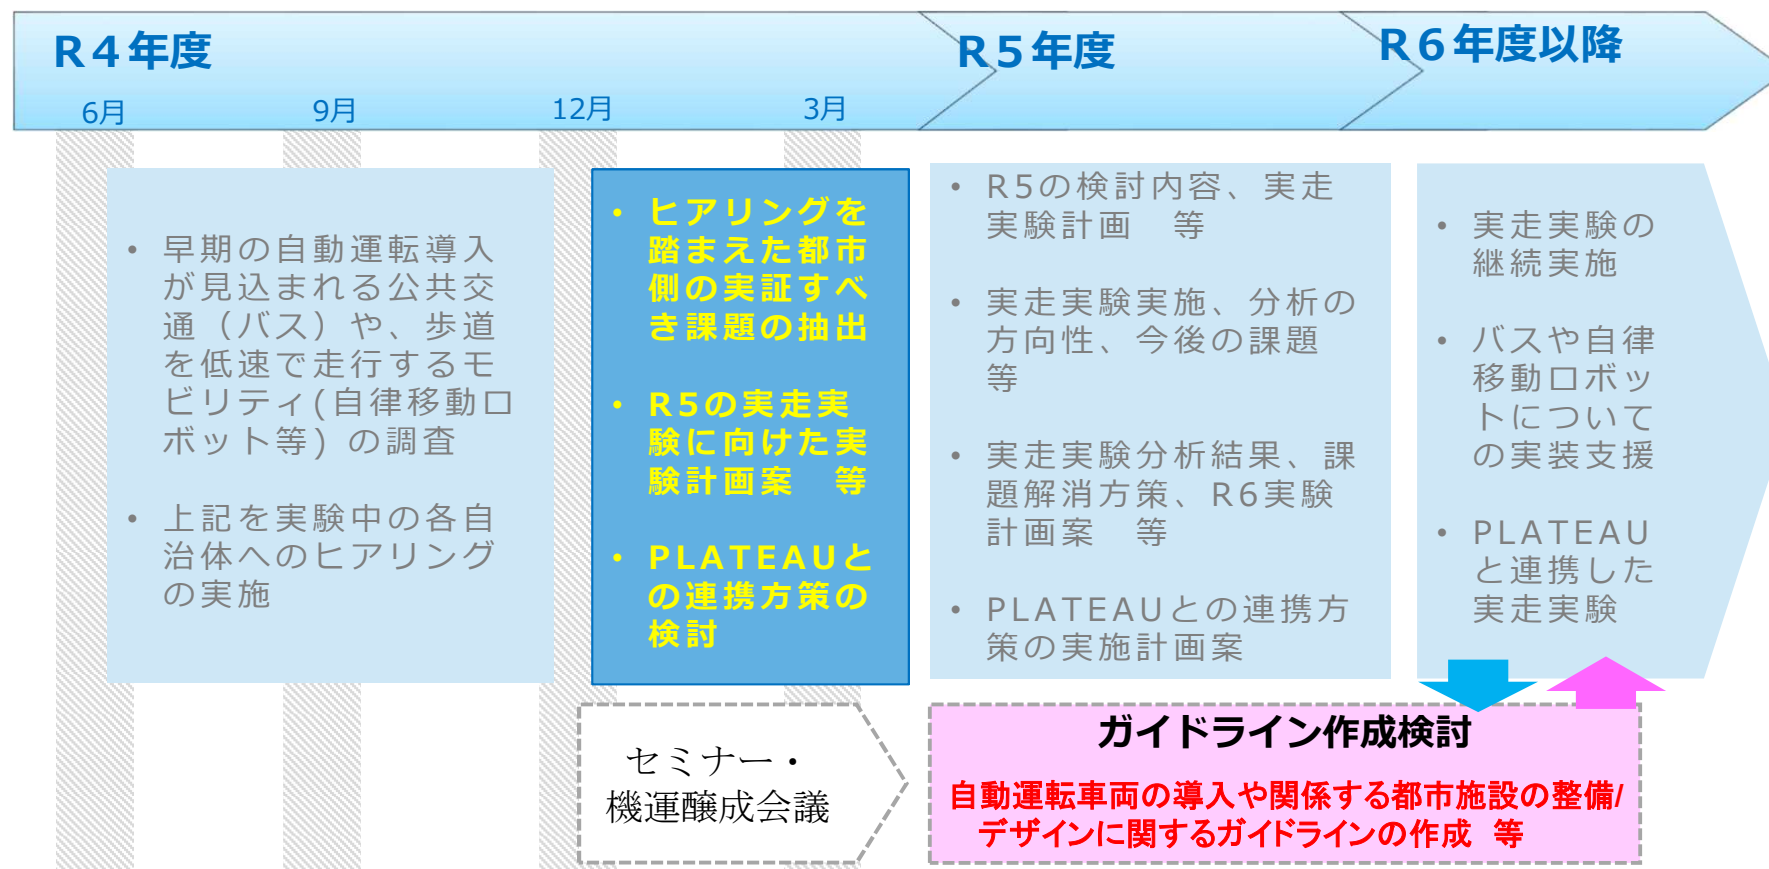 R4年度
R5年度
R6年度以降
6月
9月
12月
3月
• 早期の自動運転導入
が見込まれる公共交
通（バス）や、歩道
を低速で走行するモ
ビリティ(自律移動ロ
ボット等) の調査
• 上記を実験中の各自
治体へのヒアリング
の実施
• ヒアリングを
踏まえた都市
側の実証すべ
き課題の抽出
• R5の実走実
験に向けた実
験計画案　等
• PLATEAUと
の連携方策の
検討
• R5の検討内容、実走
実験計画　等
• 実走実験実施、分析の
方向性、今後の課題
等
• 実走実験分析結果、課
題解消方策、R6実験
計画案　等
• PLATEAUとの連携方
策の実施計画案
• 実走実験の
継続実施
• バスや自律
移動ロボッ
トについて
の実装支援
• PLATEAU
と連携した
実走実験
セミナー・
機運醸成会議
ガイドライン作成検討
自動運転車両の導入や関係する都市施設の整備/
デザインに関するガイドラインの作成 等